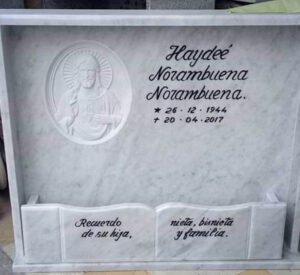 Haydeé
Norambuena
Norambuena.
★ 26 - 12 - 1944
+ 20 - 04 - 2017
Recuerdo
de su hija,
nieta, bisnieta
y familia.